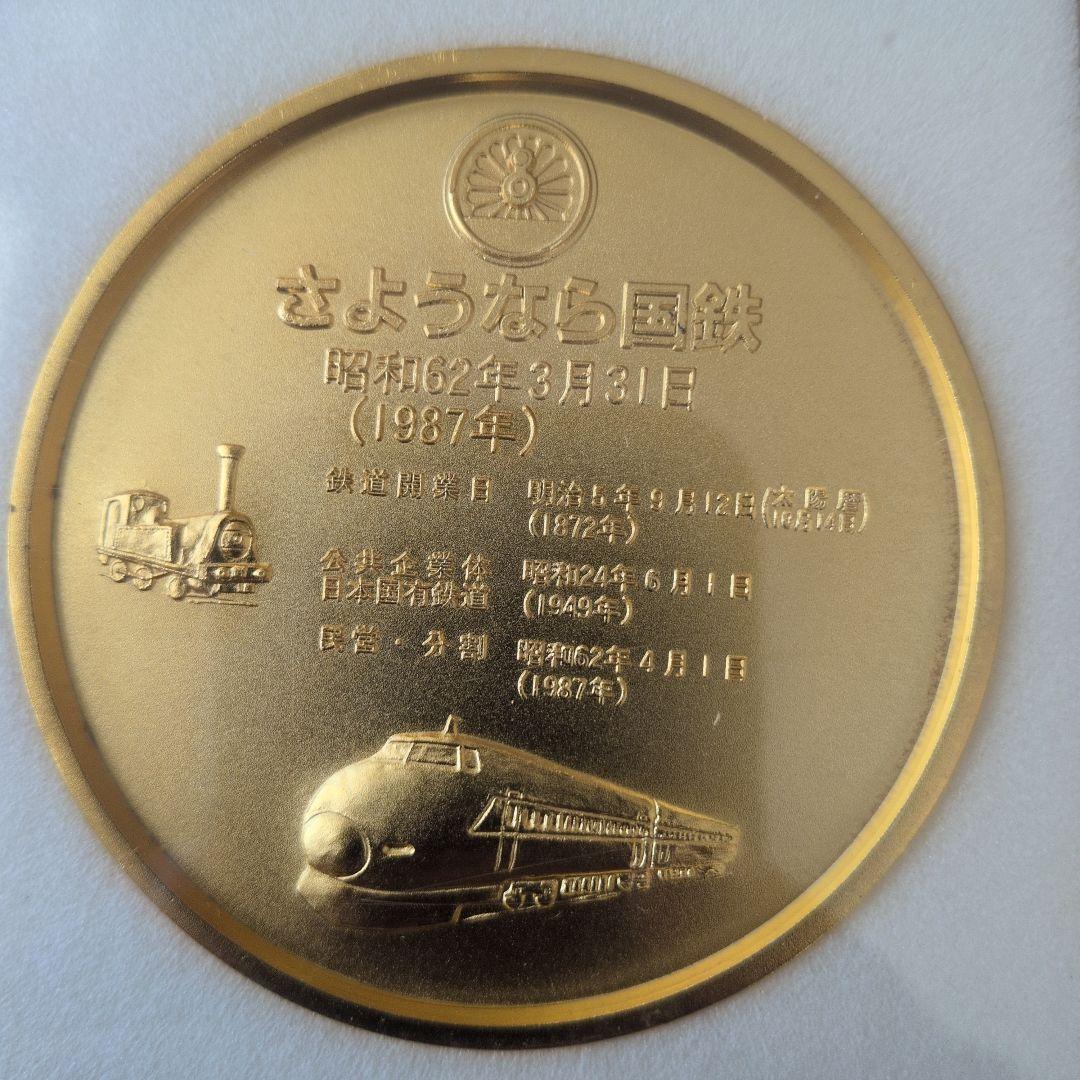 さようなら国鉄
昭和62年3月31日
(1987年)
鉄道開業日 明治5年9月12日(太陽暦10月14日)
(1872年)
公共企業体
日本国有鉄道 昭和24年6月1日
(1949年)
民営・分割 昭和62年4月1日
(1987年)